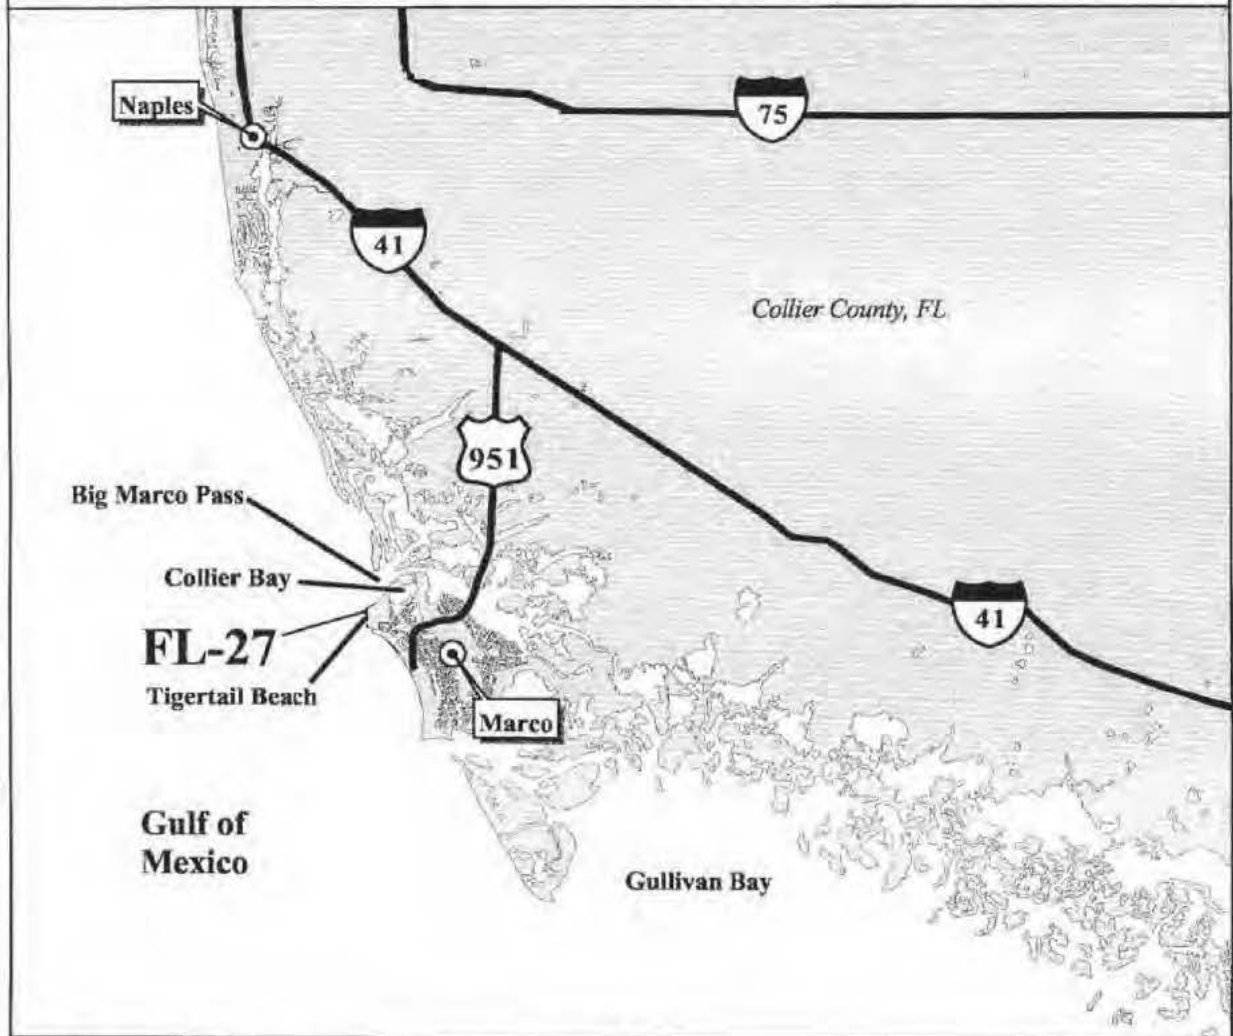 Naples
75
41
Collier County, FL
951
Big Marco Pass
Collier Bay
41
FL-27
Tigertail Beach
Marco
Gulf of
Mexico
Gullivan Bay